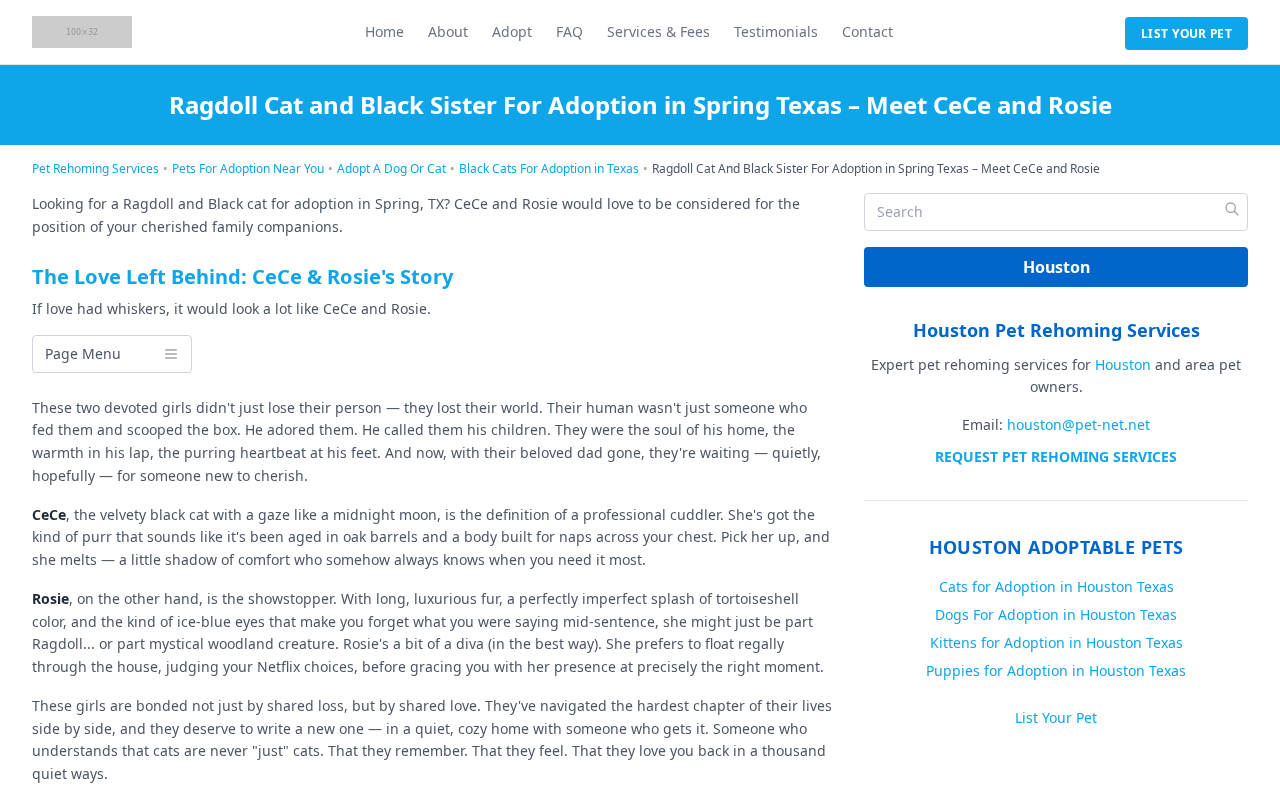 100×32
Home About Adopt FAQ Services & Fees Testimonials Contact
LIST YOUR PET
Ragdoll Cat and Black Sister For Adoption in Spring Texas – Meet CeCe and Rosie
Pet Rehoming Services • Pets For Adoption Near You • Adopt A Dog Or Cat • Black Cats For Adoption in Texas • Ragdoll Cat And Black Sister For Adoption in Spring Texas – Meet CeCe and Rosie
Looking for a Ragdoll and Black cat for adoption in Spring, TX? CeCe and Rosie would love to be considered for the
position of your cherished family companions.
The Love Left Behind: CeCe & Rosie's Story
If love had whiskers, it would look a lot like CeCe and Rosie.
Page Menu
These two devoted girls didn't just lose their person — they lost their world. Their human wasn't just someone who
fed them and scooped the box. He adored them. He called them his children. They were the soul of his home, the
warmth in his lap, the purring heartbeat at his feet. And now, with their beloved dad gone, they're waiting — quietly,
hopefully — for someone new to cherish.
CeCe, the velvety black cat with a gaze like a midnight moon, is the definition of a professional cuddler. She's got the
kind of purr that sounds like it's been aged in oak barrels and a body built for naps across your chest. Pick her up, and
she melts — a little shadow of comfort who somehow always knows when you need it most.
Rosie, on the other hand, is the showstopper. With long, luxurious fur, a perfectly imperfect splash of tortoiseshell
color, and the kind of ice-blue eyes that make you forget what you were saying mid-sentence, she might just be part
Ragdoll... or part mystical woodland creature. Rosie's a bit of a diva (in the best way). She prefers to float regally
through the house, judging your Netflix choices, before gracing you with her presence at precisely the right moment.
These girls are bonded not just by shared loss, but by shared love. They've navigated the hardest chapter of their lives
side by side, and they deserve to write a new one — in a quiet, cozy home with someone who gets it. Someone who
understands that cats are never "just" cats. That they remember. That they feel. That they love you back in a thousand
quiet ways.
Search
Houston
Houston Pet Rehoming Services
Expert pet rehoming services for Houston and area pet
owners.
Email: houston@pet-net.net
REQUEST PET REHOMING SERVICES
HOUSTON ADOPTABLE PETS
Cats for Adoption in Houston Texas
Dogs For Adoption in Houston Texas
Kittens for Adoption in Houston Texas
Puppies for Adoption in Houston Texas
List Your Pet